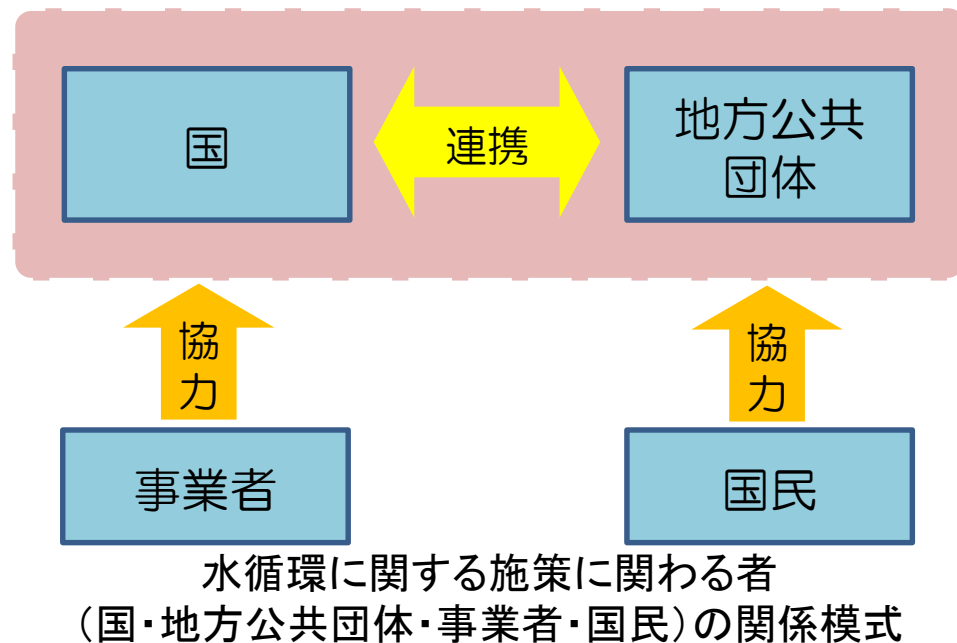 国
連携
地方公共
団体
協
力
協
力
事業者
国民
水循環に関する施策に関わる者
(国・地方公共団体・事業者・国民)の関係模式